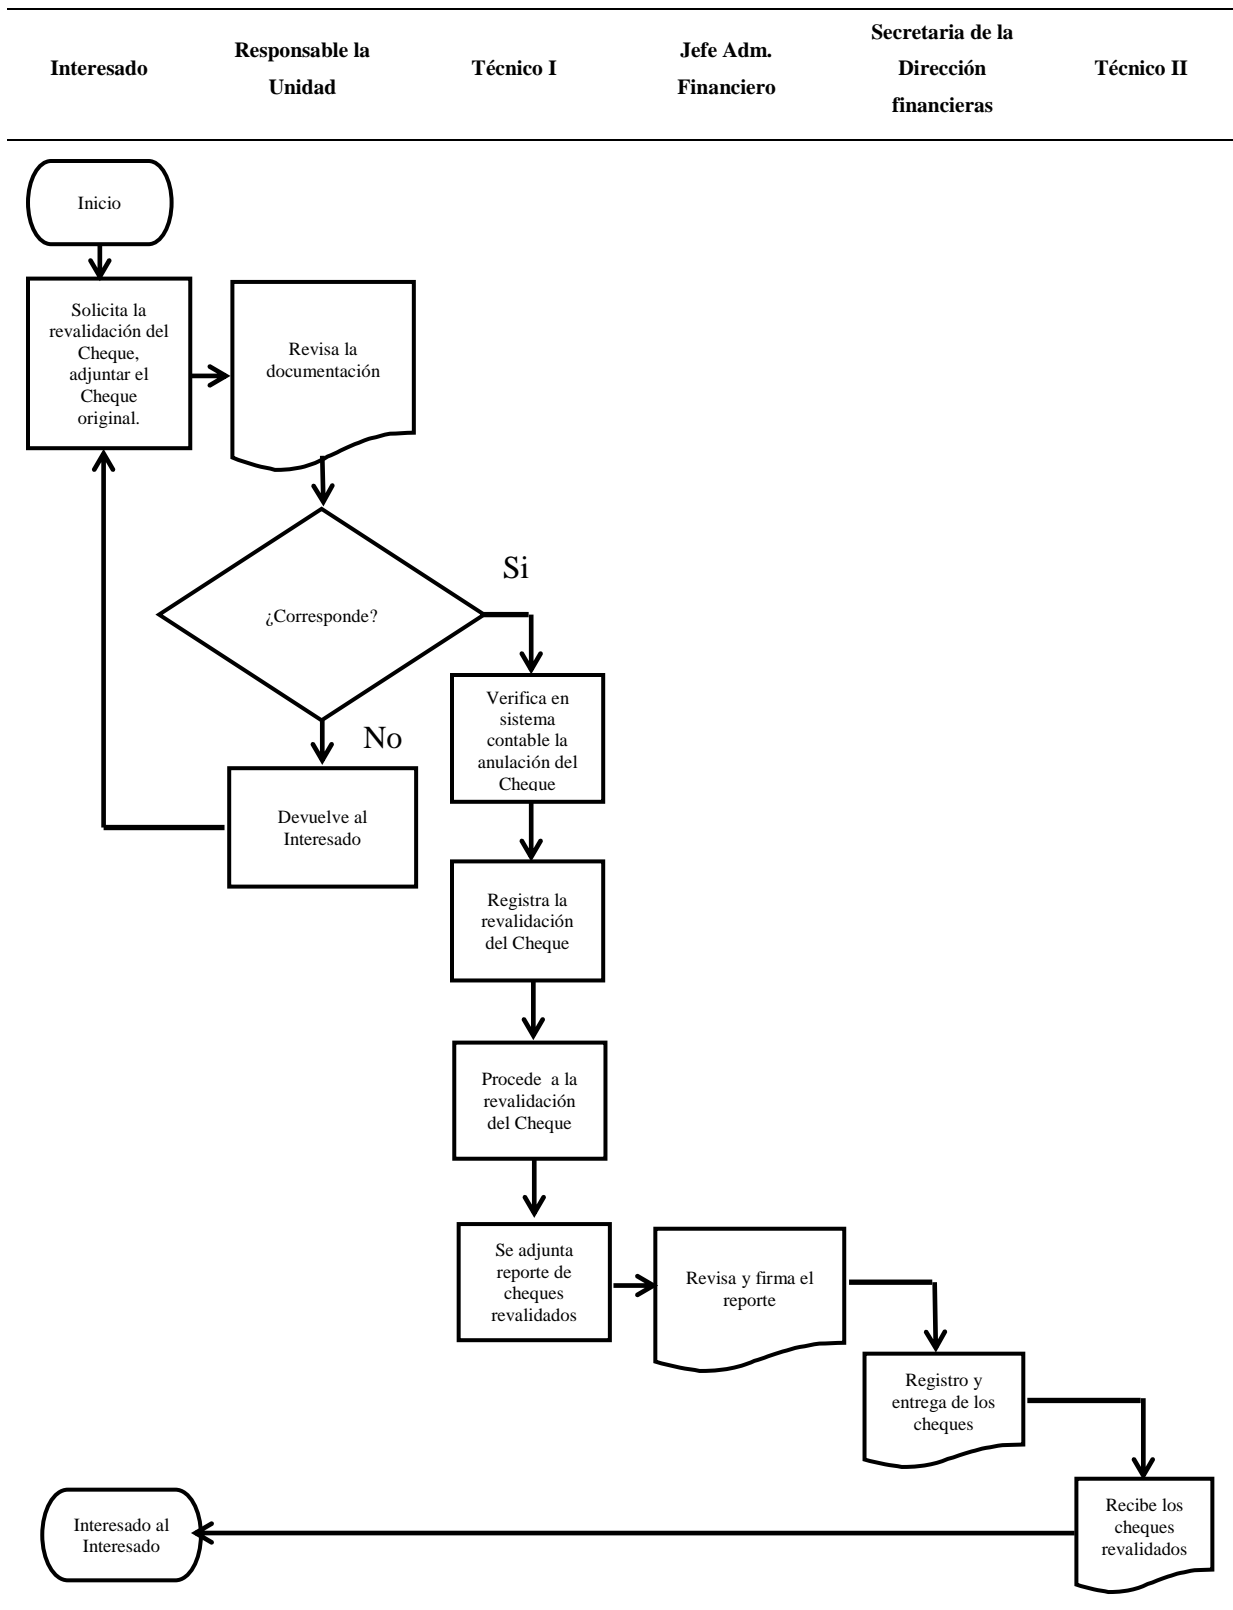 Interesado
Responsable la
Unidad
Técnico I
Jefe Adm.
Financiero
Secretaria de la
Dirección
financieras
Técnico II
Inicio
Solicita la
revalidación del
Cheque,
adjuntar el
Cheque
original.
Revisa la
documentación
¿Corresponde?
Si
No
Devuelve al
Interesado
Verifica en
sistema
contable la
anulación del
Cheque
Registra la
revalidación
del Cheque
Procede a la
revalidación
del Cheque
Se adjunta
reporte de
cheques
revalidados
Revisa y firma el
reporte
Registro y
entrega de los
cheques
Recibe los
cheques
revalidados
Interesado al
Interesado